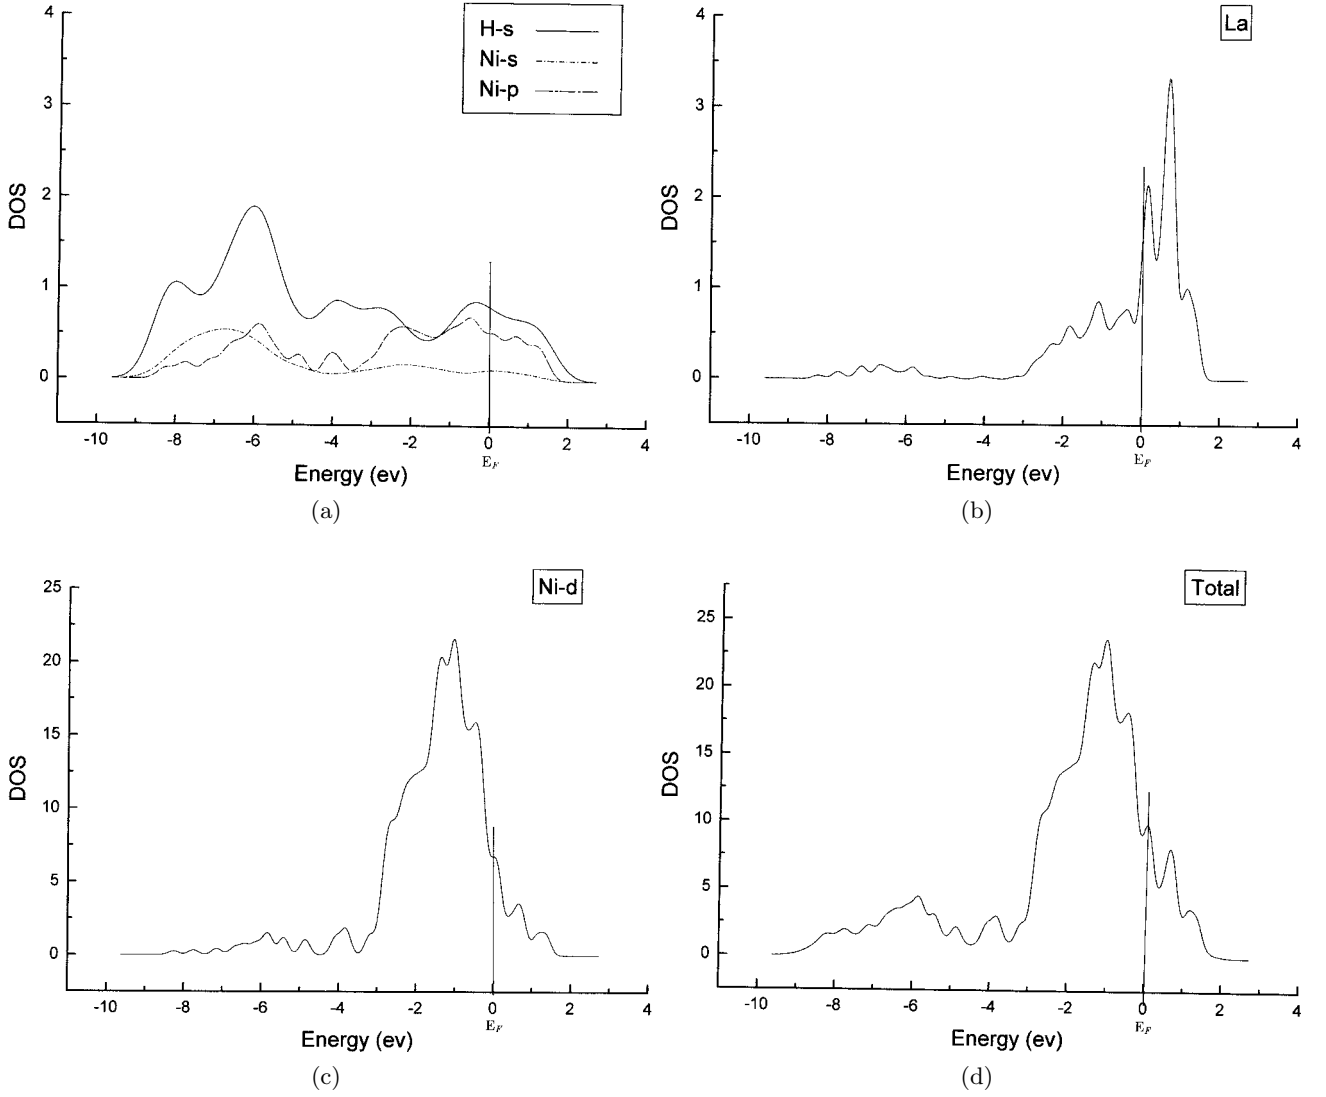 4
3
2
1
0
DOS
H-s
Ni-s
Ni-p
-10 -8 -6 -4 -2 0 2 4
E_F
Energy (ev)
(a)
4
3
2
1
0
DOS
La
-10 -8 -6 -4 -2 0 2 4
E_F
Energy (ev)
(b)
25
20
15
10
5
0
DOS
Ni-d
-10 -8 -6 -4 -2 0 2 4
E_F
Energy (ev)
(c)
25
20
15
10
5
0
DOS
Total
-10 -8 -6 -4 -2 0 2 4
E_F
Energy (ev)
(d)